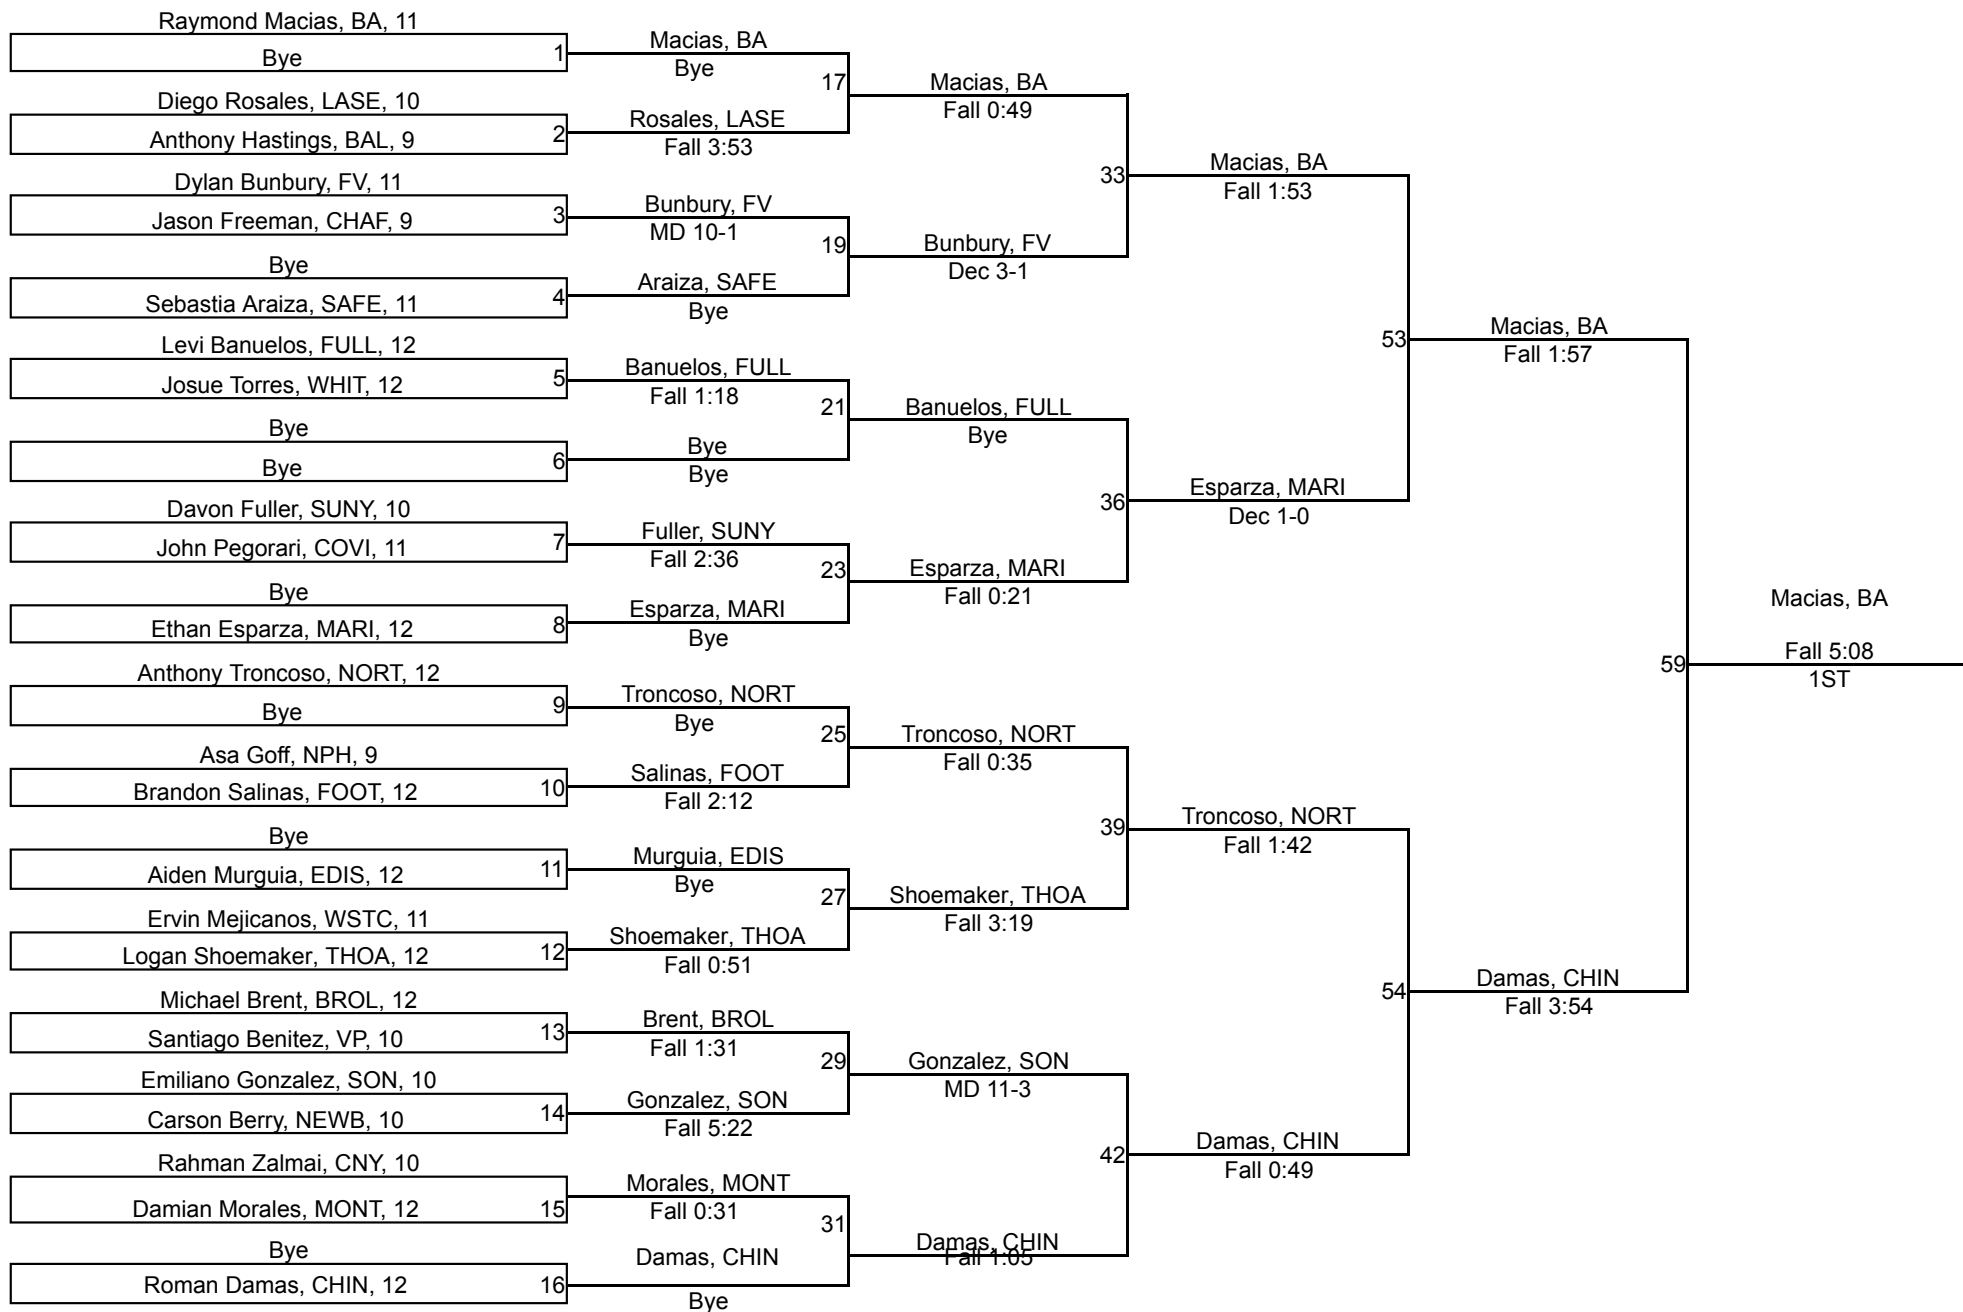 Raymond Macias, BA, 11
Bye
1
Diego Rosales, LASE, 10
Anthony Hastings, BAL, 9
2
Dylan Bunbury, FV, 11
Jason Freeman, CHAF, 9
3
Bye
Sebastia Araiza, SAFE, 11
4
Levi Banuelos, FULL, 12
Josue Torres, WHIT, 12
5
Bye
Bye
6
Davon Fuller, SUNY, 10
John Pegorari, COVI, 11
7
Bye
Ethan Esparza, MARI, 12
8
Anthony Troncoso, NORT, 12
Bye
9
Asa Goff, NPH, 9
Brandon Salinas, FOOT, 12
10
Bye
Aiden Murguia, EDIS, 12
11
Ervin Mejicanos, WSTC, 11
Logan Shoemaker, THOA, 12
12
Michael Brent, BROL, 12
Santiago Benitez, VP, 10
13
Emiliano Gonzalez, SON, 10
Carson Berry, NEWB, 10
14
Rahman Zalmai, CNY, 10
Damian Morales, MONT, 12
15
Bye
Roman Damas, CHIN, 12
16
Macias, BA
Bye
17
Rosales, LASE
Fall 3:53
Bunbury, FV
MD 10-1
19
Araiza, SAFE
Bye
Banuelos, FULL
Fall 1:18
21
Bye
Bye
Fuller, SUNY
Fall 2:36
23
Esparza, MARI
Bye
Troncoso, NORT
Bye
25
Salinas, FOOT
Fall 2:12
Murguia, EDIS
Bye
27
Shoemaker, THOA
Fall 0:51
Brent, BROL
Fall 1:31
29
Gonzalez, SON
Fall 5:22
Morales, MONT
Fall 0:31
31
Damas, CHIN
Bye
Macias, BA
Fall 0:49
33
Bunbury, FV
Dec 3-1
Banuelos, FULL
Bye
36
Esparza, MARI
Fall 0:21
Troncoso, NORT
Fall 0:35
39
Shoemaker, THOA
Fall 3:19
Gonzalez, SON
MD 11-3
42
Damas, CHIN
Fall 1:05
Macias, BA
Fall 1:53
53
Esparza, MARI
Dec 1-0
Troncoso, NORT
Fall 1:42
54
Damas, CHIN
Fall 0:49
Macias, BA
Fall 1:57
59
Damas, CHIN
Fall 3:54
Macias, BA
Fall 5:08
1ST